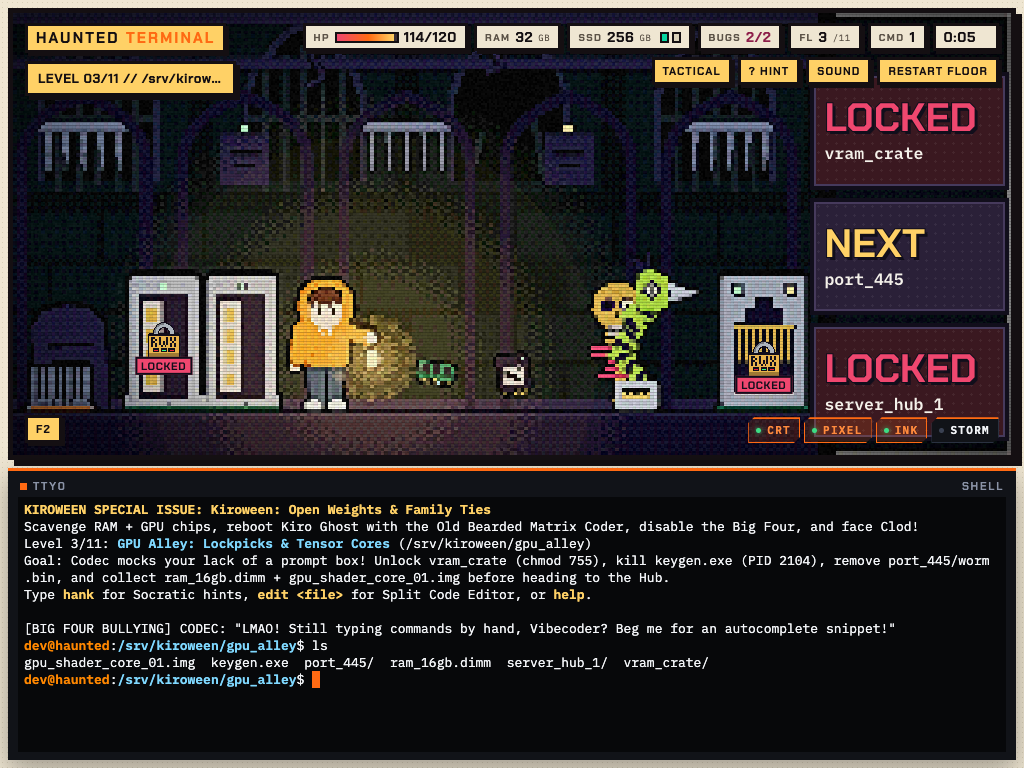 HAUNTED TERMINAL
HP 114/120
RAM 32 GB
SSD 256 GB
BUGS 2/2
FL 3 /11
CMD 1
0:05
LEVEL 03/11 // /srv/kirow…
TACTICAL
? HINT
SOUND
RESTART FLOOR
LOCKED
vram_crate
NEXT
port_445
LOCKED
server_hub_1
RWX
LOCKED
RWX
LOCKED
F2
CRT
PIXEL
INK
STORM
TTY0
SHELL
KIROWEEN SPECIAL ISSUE: Kiroween: Open Weights & Family Ties
Scavenge RAM + GPU chips, reboot Kiro Ghost with the Old Bearded Matrix Coder, disable the Big Four, and face Clod!
Level 3/11: GPU Alley: Lockpicks & Tensor Cores (/srv/kiroween/gpu_alley)
Goal: Codec mocks your lack of a prompt box! Unlock vram_crate (chmod 755), kill keygen.exe (PID 2104), remove port_445/worm
.bin, and collect ram_16gb.dimm + gpu_shader_core_01.img before heading to the Hub.
Type hank for Socratic hints, edit <file> for Split Code Editor, or help.
[BIG FOUR BULLYING] CODEC: "LMAO! Still typing commands by hand, Vibecoder? Beg me for an autocomplete snippet!"
dev@haunted:/srv/kiroween/gpu_alley$ ls
gpu_shader_core_01.img  keygen.exe  port_445/  ram_16gb.dimm  server_hub_1/  vram_crate/
dev@haunted:/srv/kiroween/gpu_alley$